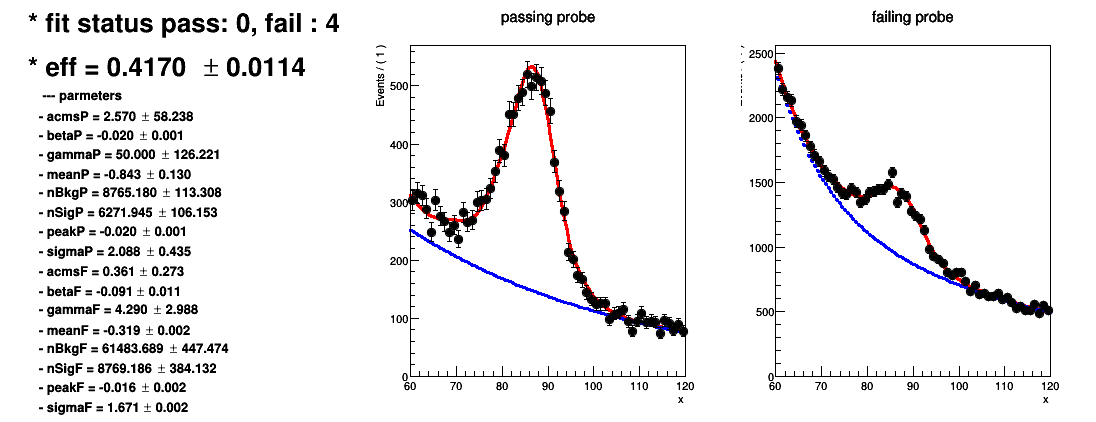 * fit status pass: 0, fail : 4
* eff = 0.4170 ± 0.0114
--- parmeters
- acmsP = 2.570 ± 58.238
- betaP = -0.020 ± 0.001
- gammaP = 50.000 ± 126.221
- meanP = -0.843 ± 0.130
- nBkgP = 8765.180 ± 113.308
- nSigP = 6271.945 ± 106.153
- peakP = -0.020 ± 0.001
- sigmaP = 2.088 ± 0.435
- acmsF = 0.361 ± 0.273
- betaF = -0.091 ± 0.011
- gammaF = 4.290 ± 2.988
- meanF = -0.319 ± 0.002
- nBkgF = 61483.689 ± 447.474
- nSigF = 8769.186 ± 384.132
- peakF = -0.016 ± 0.002
- sigmaF = 1.671 ± 0.002
passing probe
Events / ( 1 )
500
400
300
200
100
0
60 70 80 90 100 110 120
x
failing probe
2500
2000
1500
1000
500
0
60 70 80 90 100 110 120
x